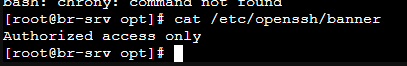 bash: chrony: command not found
[root@br-srv opt]# cat /etc/openssh/banner
Authorized access only
[root@br-srv opt]#